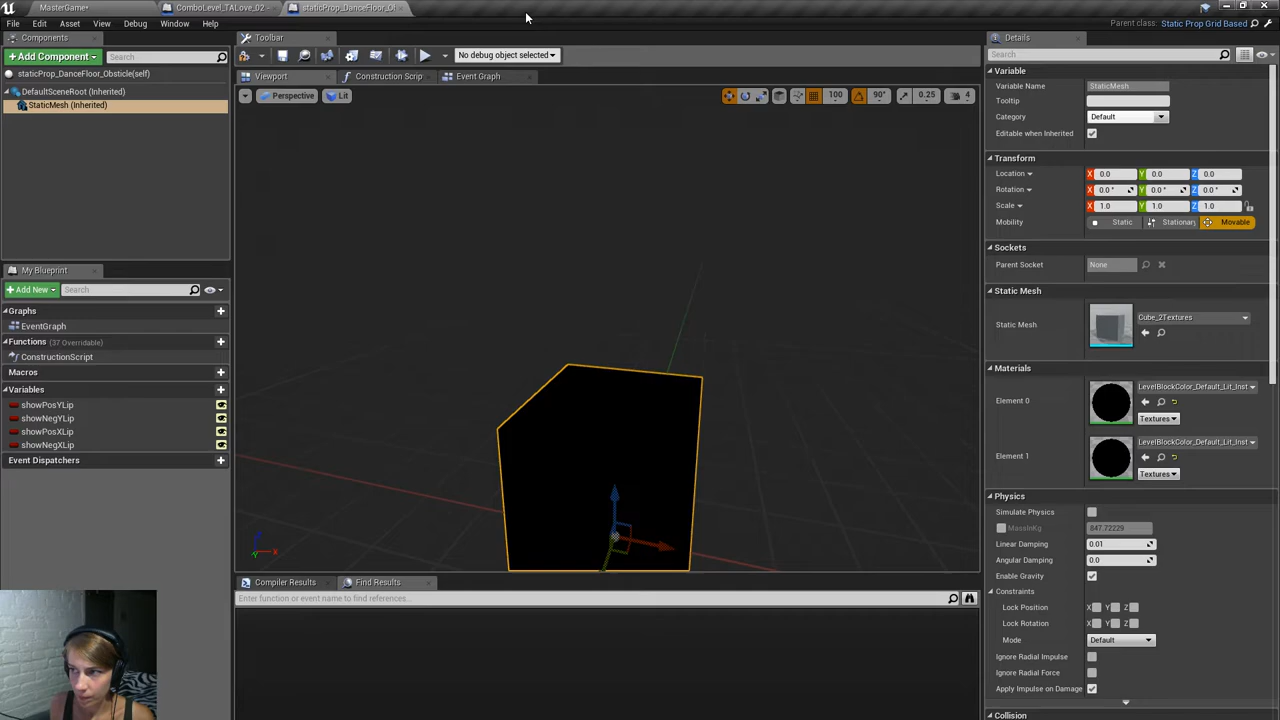 MasterGame*
ComboLevel_TALove_02
staticProp_DanceFloor_Ol
File Edit Asset View Debug Window Help
Parent class: Static Prop Grid Based
Components
Toolbar
Details
+ Add Component
Search
No debug object selected
Search
staticProp_DanceFloor_Obsticle(self)
Viewport
Construction Scrip
Event Graph
Variable
DefaultSceneRoot (Inherited)
Variable Name
StaticMesh
StaticMesh (Inherited)
Perspective
Lit
100
90°
0.25
4
Tooltip
Category
Default
Editable when Inherited
Transform
Location
X 0.0 Y 0.0 Z 0.0
Rotation
X 0.0 ° Y 0.0 ° Z 0.0 °
Scale
X 1.0 Y 1.0 Z 1.0
Mobility
Static
Stationary
Movable
Sockets
Parent Socket
None
My Blueprint
+ Add New
Search
Static Mesh
Graphs
EventGraph
Static Mesh
Cube_2Textures
Functions (37 Overridable)
ConstructionScript
Macros
Materials
Variables
Element 0
LevelBlockColor_Default_Lit_Inst
Textures
showPosYLip
showNegYLip
showPosXLip
showNegXLip
Element 1
LevelBlockColor_Default_Lit_Inst
Textures
Event Dispatchers
Physics
Simulate Physics
MassInKg
847.72229
Linear Damping
0.01
Angular Damping
0.0
Enable Gravity
Compiler Results
Find Results
Constraints
Enter function or event name to find references...
Lock Position
X Y Z
Lock Rotation
X Y Z
Mode
Default
Ignore Radial Impulse
Ignore Radial Force
Apply Impulse on Damage
Collision